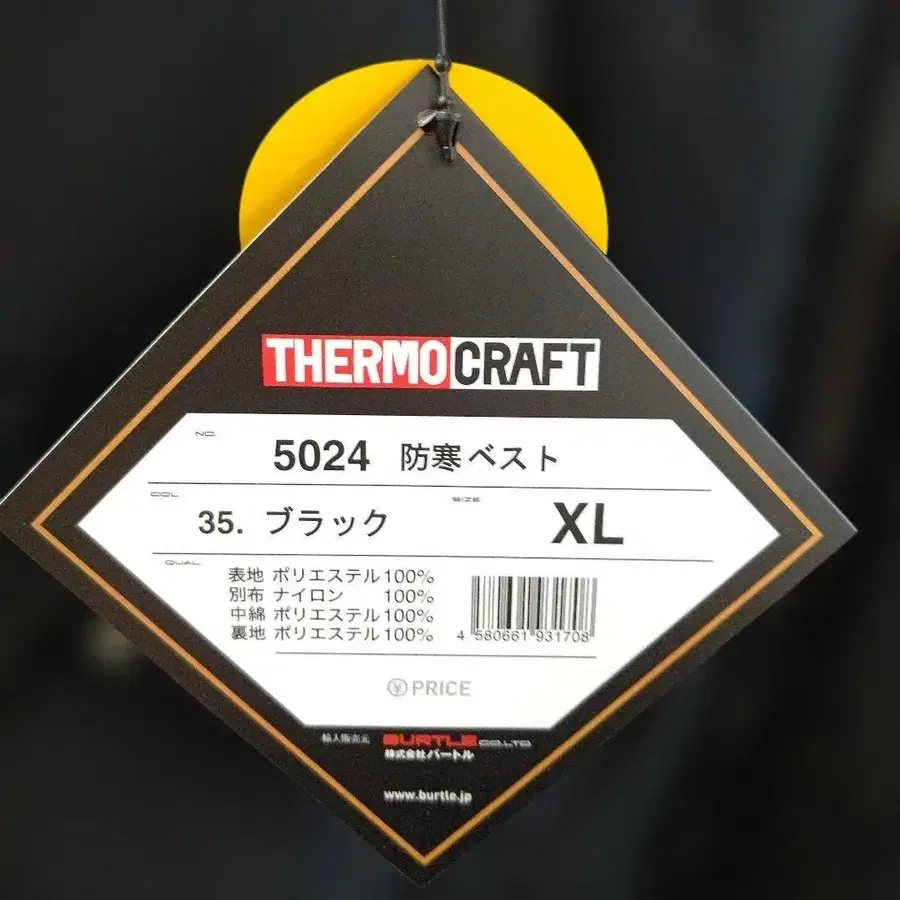 THERMOCRAFT
NO.
5024 防寒ベスト
COL.
SIZE
35. ブラック
XL
QUAL.
表地 ポリエステル100%
別布 ナイロン 100%
中綿 ポリエステル100%
裏地 ポリエステル100%
4 580661 931708
¥ PRICE
輸入販売元 BURTLE CO.,LTD.
株式会社バートル
www.burtle.jp